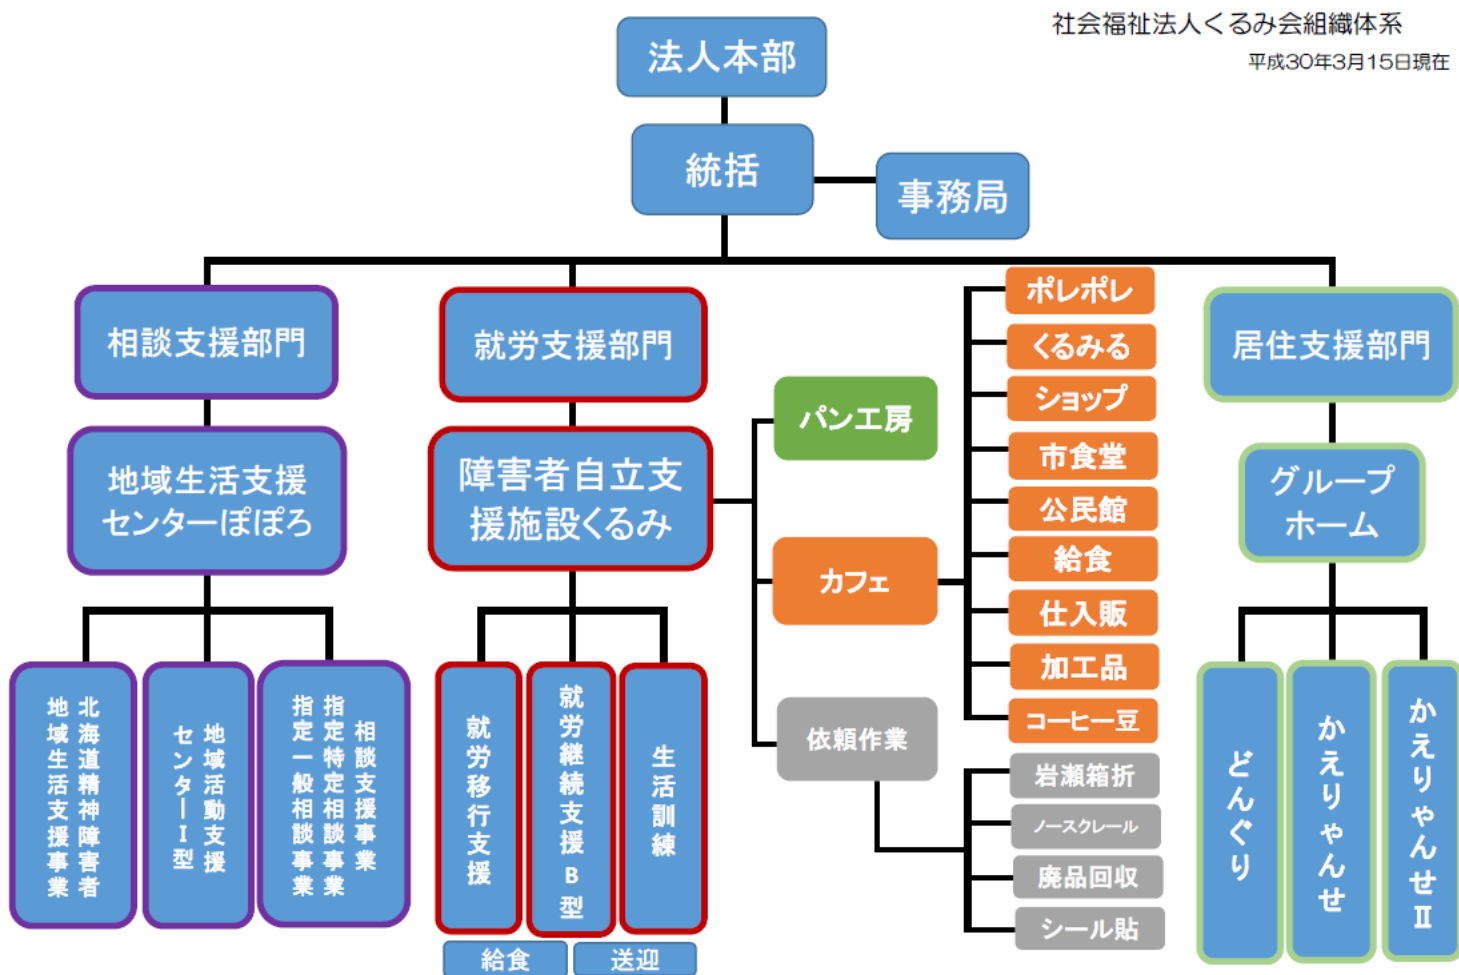 社会福祉法人くるみ会組織体系
平成30年3月15日現在
法人本部
統括
事務局
相談支援部門
地域生活支援
センターぽぽろ
北海道精神障害者
地域生活支援事業
地域活動支援
センターⅠ型
相談支援事業
指定特定相談事業
指定一般相談事業
就労支援部門
障害者自立支
援施設くるみ
就労移行支援
就労継続支援B型
生活訓練
給食
送迎
パン工房
カフェ
依頼作業
ポレポレ
くるみる
ショップ
市食堂
公民館
給食
仕入販
加工品
コーヒー豆
岩瀬箱折
ノースクレール
廃品回収
シール貼
居住支援部門
グループ
ホーム
どんぐり
かえりゃんせ
かえりゃんせⅡ